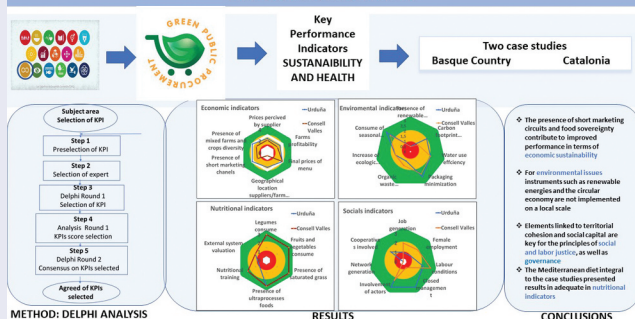 GREEN PUBLIC
PROCUREMENT
Key
Performance
Indicators
SUSTANAIBILITY
AND HEALTH
Two case studies
Basque Country Catalonia
Subject area
Selection of KPI
Step 1
Preselection of KPI
Step 2
Selection of expert
Step 3
Delphi Round 1
Selection of KPI
Step 4
Analysis Round 1
KPIs score selection
Step 5
Delphi Round 2
Consensus on KPIs selected
Agreed of KPIs
selected
METHOD: DELPHI ANALYSIS
Economic indicators
Urduña
Consell Valles
Prices perceived
by supplier
Farms
profitability
Final prices of
menu
Geographical
location
suppliers/farm...
Presence of
short marketing
chanels
Presence of
mixed farms and
crops diversity
Enviromental indicators
Urduña
Consell Valles
Presence of
renewable...
Carbon
footprint...
Water use
efficiency
Packaging
minimization
Organic
waste...
Increase of
ecologic...
Consume of
seasonal...
Nutritional indicators
Urduña
Consell Valles
Legumes
consume
Fruits and
vegetables
consume
Presence of
saturated grass
Presence of
ultraprocesses
foods
Nutritional
training
External system
valuation
Socials indicators
Urduña
Consell Valles
Job
generation
Female
employment
Labour
conditions
Involvement
of actors
Network
generation
Cooperative
s involved
RESULTS
❖ The presence of short marketing
circuits and food sovereignty
contribute to improved
performance in terms of
economic sustainability
❖ For environmental issues
instruments such as renewable
energies and the circular
economy are not implemented
on a local scale
❖ Elements linked to territorial
cohesion and social capital are
key for the principles of social
and labor justice, as well as
governance
❖ The Mediterranean diet integral
to the case studies presented
results in adequate in nutritional
indicators
CONCLUSIONS